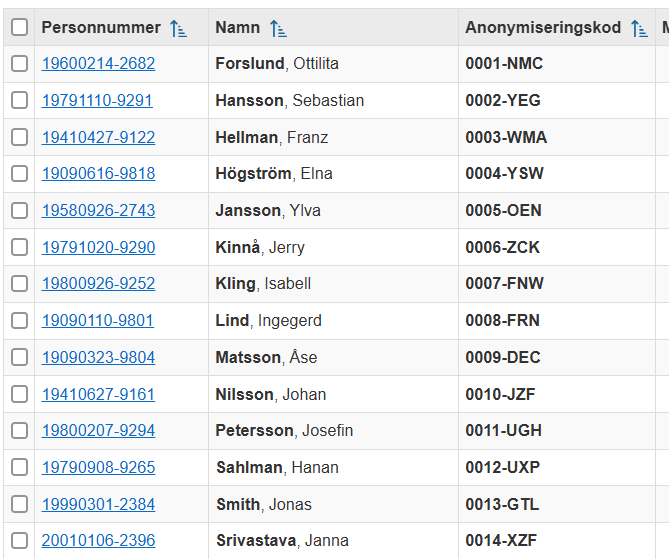 Personnummer Namn Anonymiseringskod
19600214-2682 Forslund, Ottilita 0001-NMC
19791110-9291 Hansson, Sebastian 0002-YEG
19410427-9122 Hellman, Franz 0003-WMA
19090616-9818 Högström, Elna 0004-YSW
19580926-2743 Jansson, Ylva 0005-OEN
19791020-9290 Kinnå, Jerry 0006-ZCK
19800926-9252 Kling, Isabell 0007-FNW
19090110-9801 Lind, Ingegerd 0008-FRN
19090323-9804 Matsson, Åse 0009-DEC
19410627-9161 Nilsson, Johan 0010-JZF
19800207-9294 Petersson, Josefin 0011-UGH
19790908-9265 Sahlman, Hanan 0012-UXP
19990301-2384 Smith, Jonas 0013-GTL
20010106-2396 Srivastava, Janna 0014-XZF